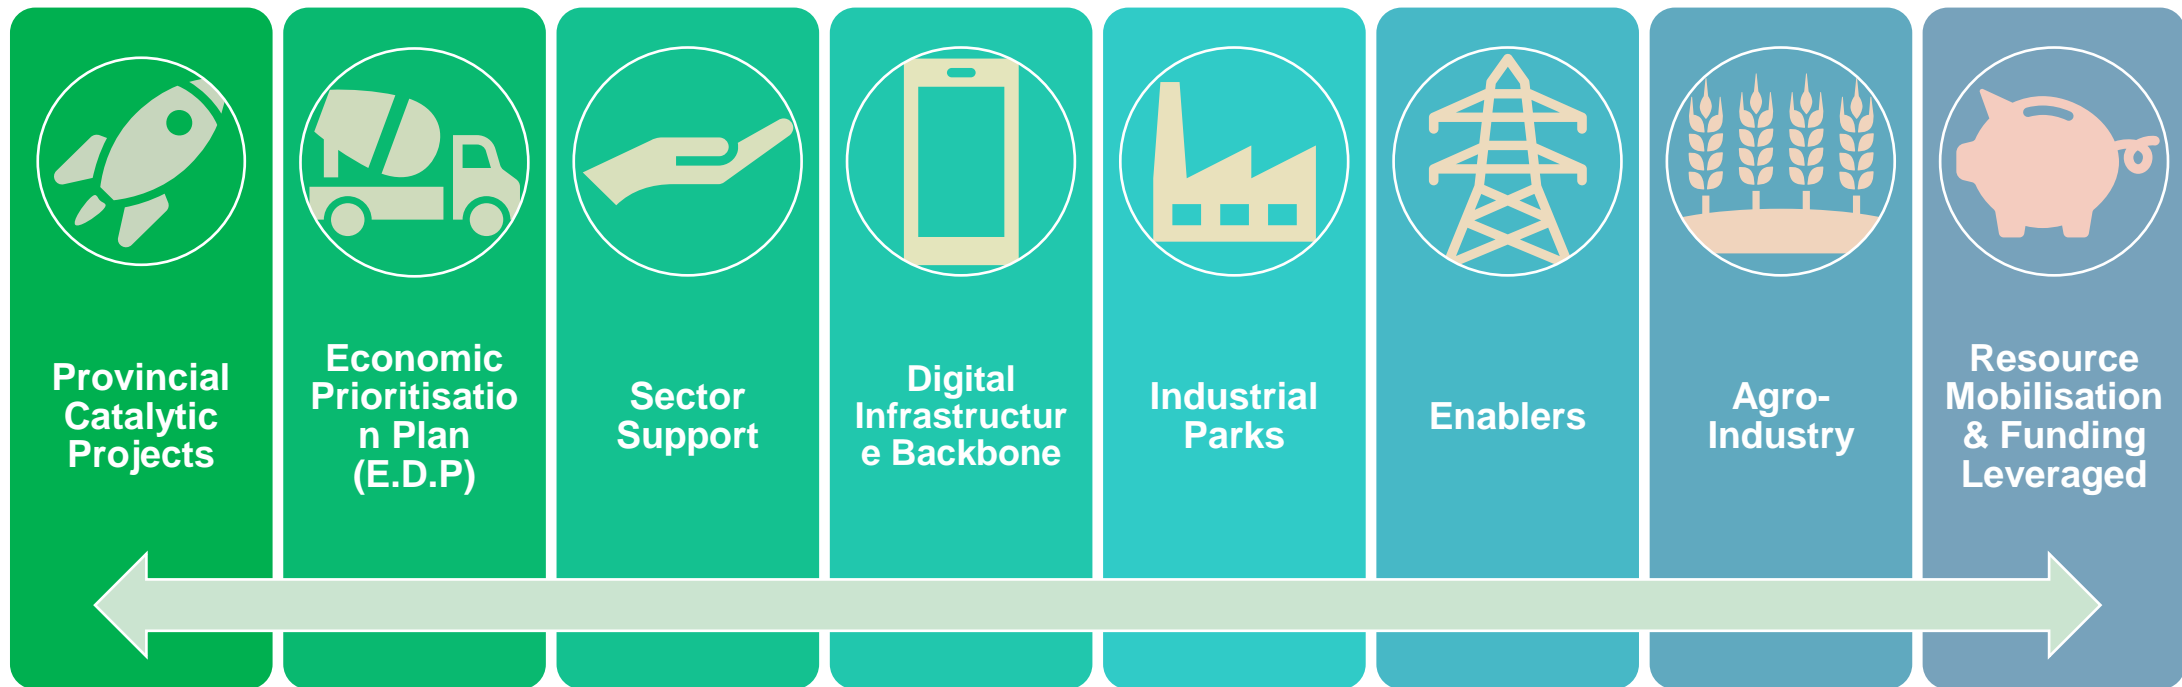 Provincial
Catalytic
Projects
Economic
Prioritisatio
n Plan
(E.D.P)
Sector
Support
Digital
Infrastructur
e Backbone
Industrial
Parks
Enablers
Agro-
Industry
Resource
Mobilisation
& Funding
Leveraged